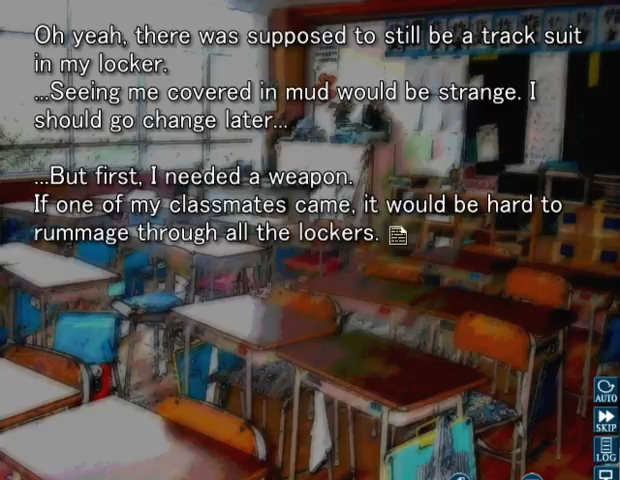 Oh yeah, there was supposed to still be a track suit
in my locker.
...Seeing me covered in mud would be strange. I
should go change later...
...But first, I needed a weapon.
If one of my classmates came, it would be hard to
rummage through all the lockers.
AUTO
SKIP
LOG